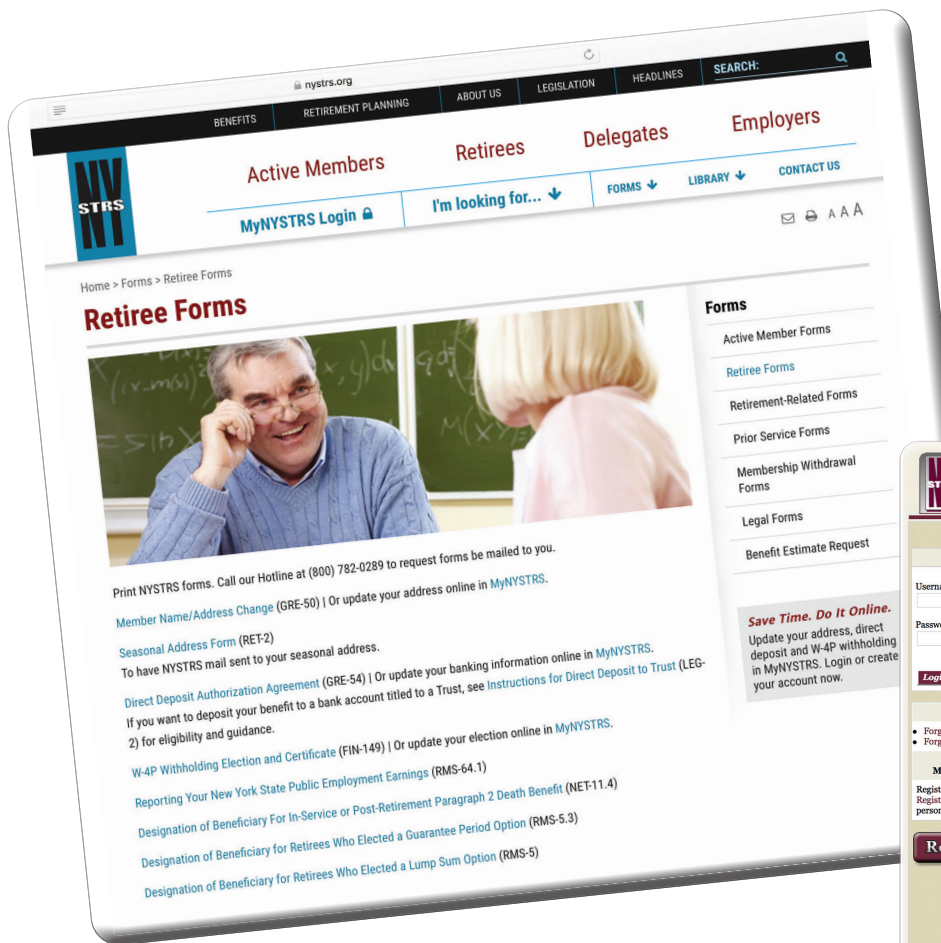 nystrs.org
BENEFITS RETIREMENT PLANNING ABOUT US LEGISLATION HEADLINES SEARCH:
NY
STRS
NY
Active Members Retirees Delegates Employers
MyNYSTRS Login I'm looking for... FORMS LIBRARY CONTACT US
A A A
Home > Forms > Retiree Forms
Retiree Forms
Print NYSTRS forms. Call our Hotline at (800) 782-0289 to request forms be mailed to you.
Member Name/Address Change (GRE-50) | Or update your address online in MyNYSTRS.
Seasonal Address Form (RET-2)
To have NYSTRS mail sent to your seasonal address.
Direct Deposit Authorization Agreement (GRE-54) | Or update your banking information online in MyNYSTRS.
If you want to deposit your benefit to a bank account titled to a Trust, see Instructions for Direct Deposit to Trust (LEG-
2) for eligibility and guidance.
W-4P Withholding Election and Certificate (FIN-149) | Or update your election online in MyNYSTRS.
Reporting Your New York State Public Employment Earnings (RMS-64.1)
Designation of Beneficiary For In-Service or Post-Retirement Paragraph 2 Death Benefit (NET-11.4)
Designation of Beneficiary for Retirees Who Elected a Guarantee Period Option (RMS-5.3)
Designation of Beneficiary for Retirees Who Elected a Lump Sum Option (RMS-5)
Forms
Active Member Forms
Retiree Forms
Retirement-Related Forms
Prior Service Forms
Membership Withdrawal
Forms
Legal Forms
Benefit Estimate Request
Save Time. Do It Online.
Update your address, direct
deposit and W-4P withholding
in MyNYSTRS. Login or create
your account now.